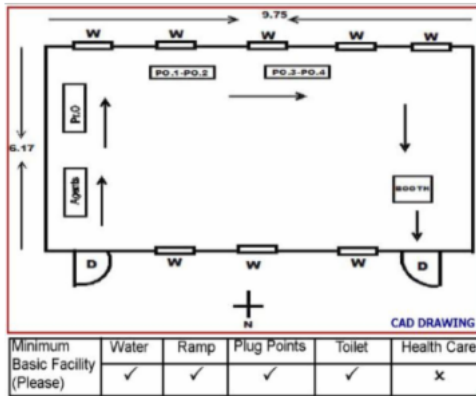 9.75
W W W W W
PO.1-PO.2 PO.3-PO.4
Pr.O
6.17
Agents
BOOTH
D W W W D
N
CAD DRAWING
Minimum Basic Facility (Please) Water Ramp Plug Points Toilet Health Care
✓ ✓ ✓ ✓ x